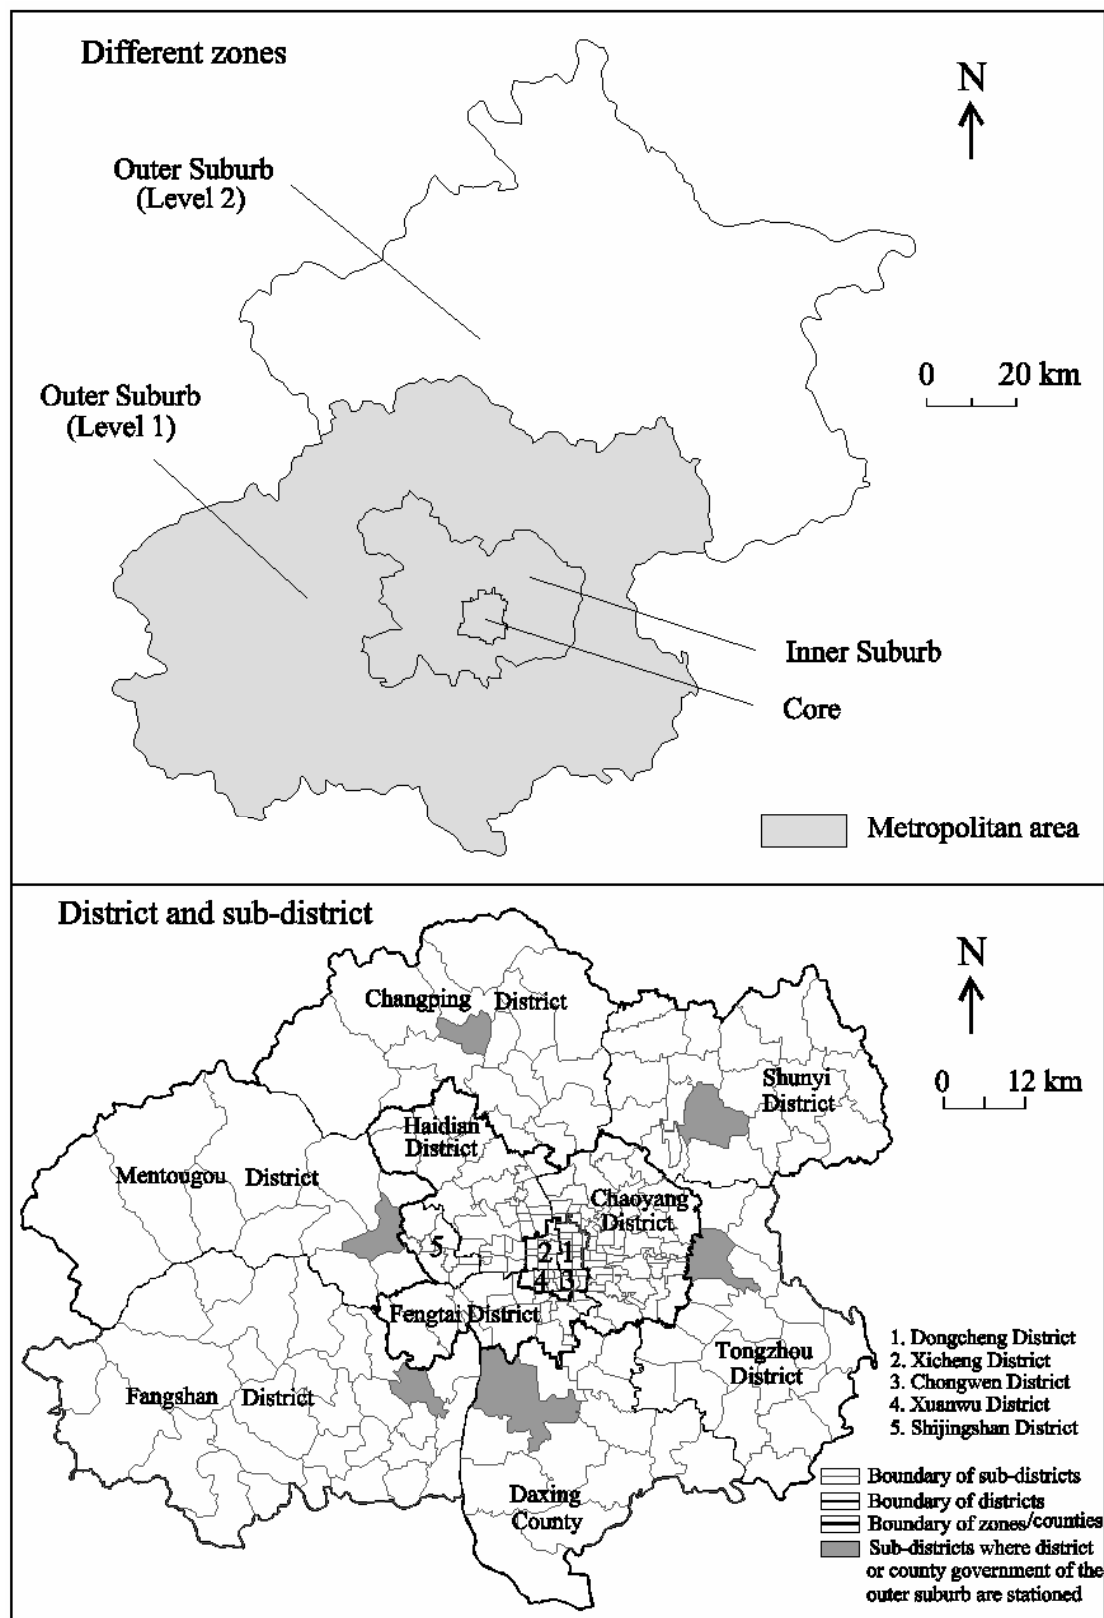 Different zones
N
Outer Suburb
(Level 2)
0 20 km
Outer Suburb
(Level 1)
Inner Suburb
Core
Metropolitan area
District and sub-district
N
Changping District
0 12 km
Shunyi
District
Haidian
District
Mentougou District
Chaoyang
District
5
2 1
4 3
Fengtai District
Tongzhou
District
Fangshan District
Daxing
County
1. Dongcheng District
2. Xicheng District
3. Chongwen District
4. Xuanwu District
5. Shijingshan District
Boundary of sub-districts
Boundary of districts
Boundary of zones/counties
Sub-districts where district
or county government of the
outer suburb are stationed